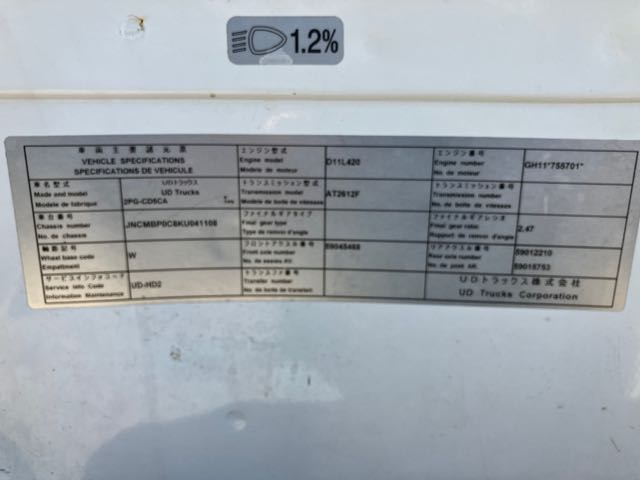 1.2%
車両主要諸元表
VEHICLE SPECIFICATIONS
SPECIFICATIONS DE VEHICULE
車名型式
Made and model
Modele de fabrique
UDトラックス
UD Trucks
2PG-CD5CA
車台番号
Chassis number
No. de chassis
JNCMBP0C8KU041108
軸距記号
Wheel base code
Empattment
W
サービスインフォコード
Service Info Code
Information Maintenance
UD-HD2
エンジン型式
Engine model
Modele de moteur
D11L420
トランスミッション型式
Transmission model
Modele de boite de vitesse
AT2612F
ファイナルギヤタイプ
Final gear type
Type de renvoi d'angle
フロントアクスル番号
Front axle number
No. de essieu AV.
59045468
トランスファ番号
Transfer number
No. de boite de transfert
エンジン番号
Engine number
No. de moteur
GH11*755701*
トランスミッション番号
Transmission number
No. de boite de vitesses
ファイナルギヤレシオ
Final gear ratio
Rapport de renvoi d'angle
2.47
リアアクスル番号
Rear axle number
No. de pont AR.
59012210
59015753
UDトラックス株式会社
UD Trucks Corporation